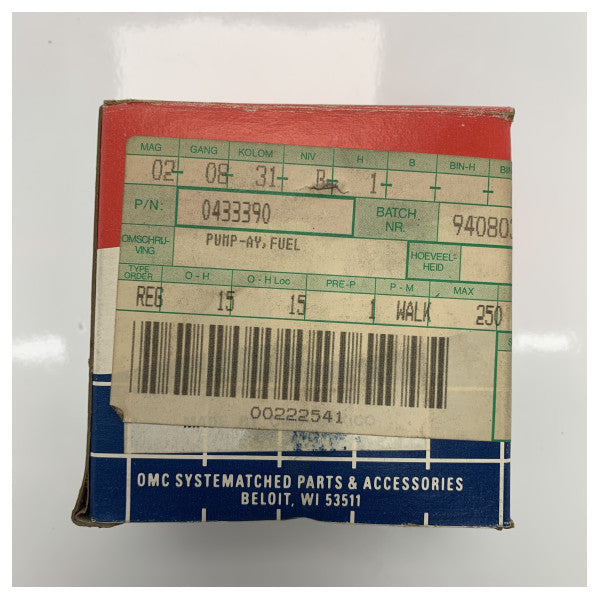 MAG GANG KOLOM NIV H B BIN-H
02- 08- 31- B- 1- - -
P/N: 0433390 BATCH. NR. 94080
OMSCHRIJ- VING PUMP-AY,FUEL HOEVEEL- HEID
TYPE ORDER O - H O - H Loc PRE-P P - M MAX
REG 15 15 1 WALK 250
00222541
OMC SYSTEMATCHED PARTS & ACCESSORIES
BELOIT, WI 53511